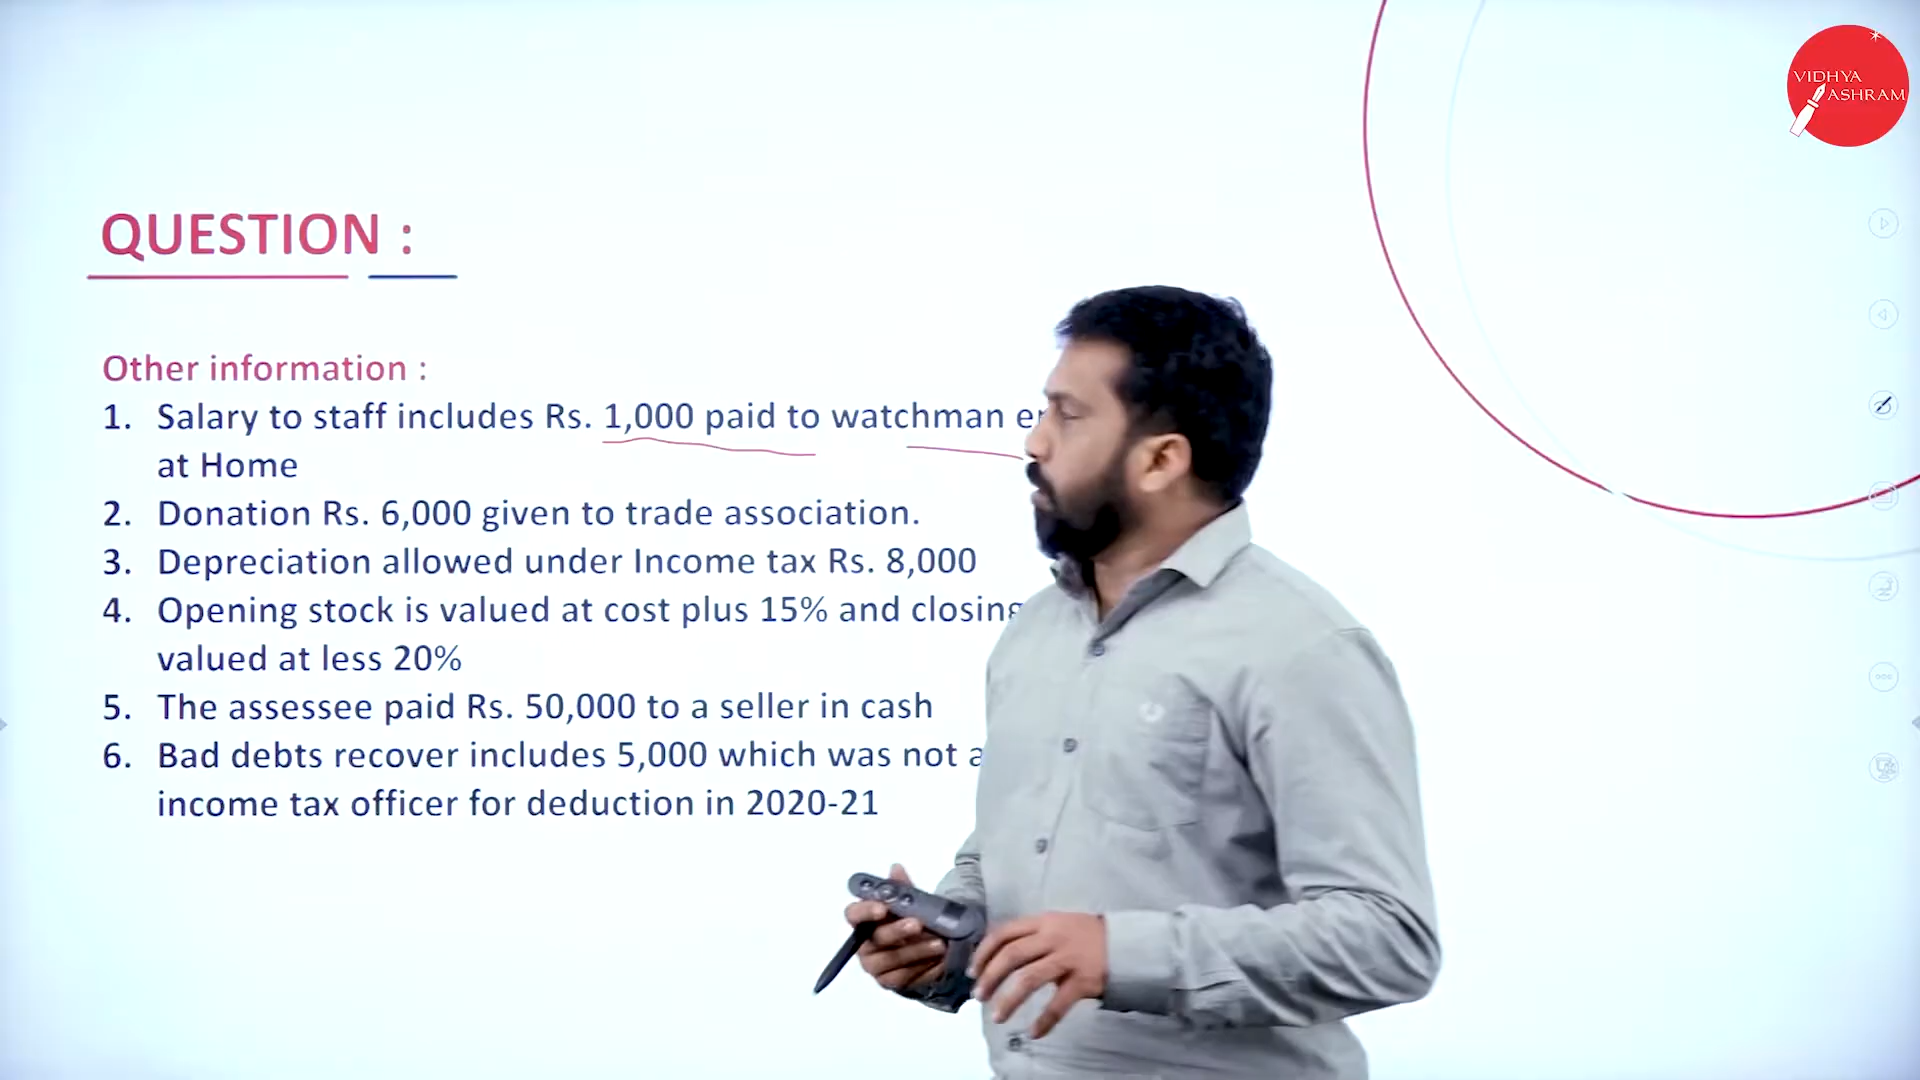 VIDHYA
ASHRAM
QUESTION :
Other information :
1. Salary to staff includes Rs. 1,000 paid to watchman
at Home
2. Donation Rs. 6,000 given to trade association.
3. Depreciation allowed under Income tax Rs. 8,000
4. Opening stock is valued at cost plus 15% and closing
valued at less 20%
5. The assessee paid Rs. 50,000 to a seller in cash
6. Bad debts recover includes 5,000 which was not
income tax officer for deduction in 2020-21